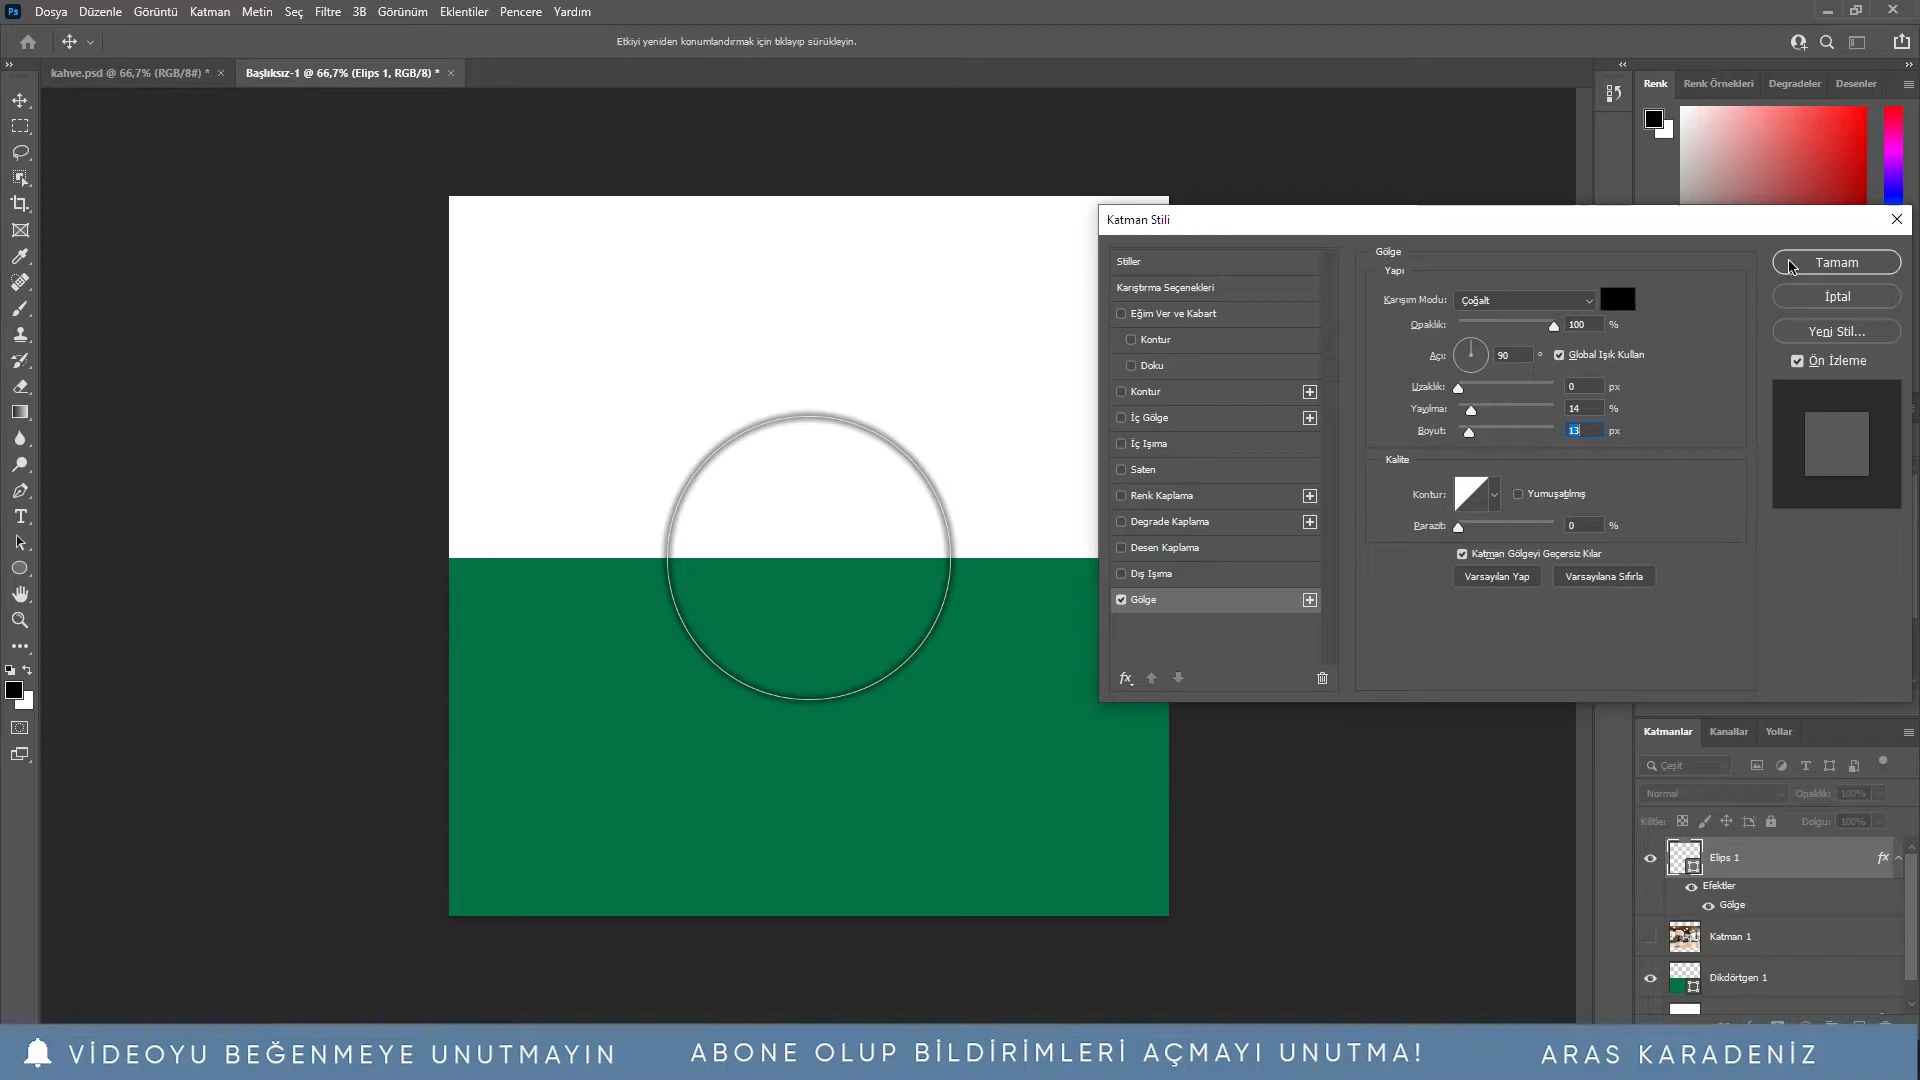 Ps Dosya Düzenle Görüntü Katman Metin Seç Filtre 3B Görünüm Eklentiler Pencere Yardım
Etkiyi yeniden konumlandırmak için tıklayıp sürükleyin.
kahve.psd @ 66,7% (RGB/8#) * × Başlıksız-1 @ 66,7% (Elips 1, RGB/8) * ×
Renk Renk Örnekleri Degradeler Desenler
Katman Stili
Stiller
Karıştırma Seçenekleri
Eğim Ver ve Kabart
Kontur
Doku
Kontur
İç Gölge
İç Işıma
Saten
Renk Kaplama
Degrade Kaplama
Desen Kaplama
Dış Işıma
Gölge
fx
Gölge
Yapı
Karışım Modu: Çoğalt
Opaklık: 100 %
Açı: 90 ° Global Işık Kullan
Uzaklık: 0 px
Yayılma: 14 %
Boyut: 13 px
Kalite
Kontur: Yumuşatılmış
Parazit: 0 %
Katman Gölgeyi Geçersiz Kılar
Varsayılan Yap Varsayılana Sıfırla
Tamam
İptal
Yeni Stil...
Ön İzleme
Katmanlar Kanallar Yollar
Çeşit
Normal Opaklık: 100%
Kilitle: Dolgu: 100%
Elips 1 fx
Efektler
Gölge
Katman 1
Dikdörtgen 1
VİDEOYU BEĞENMEYE UNUTMAYIN ABONE OLUP BİLDİRİMLERİ AÇMAYI UNUTMA! ARAS KARADENİZ